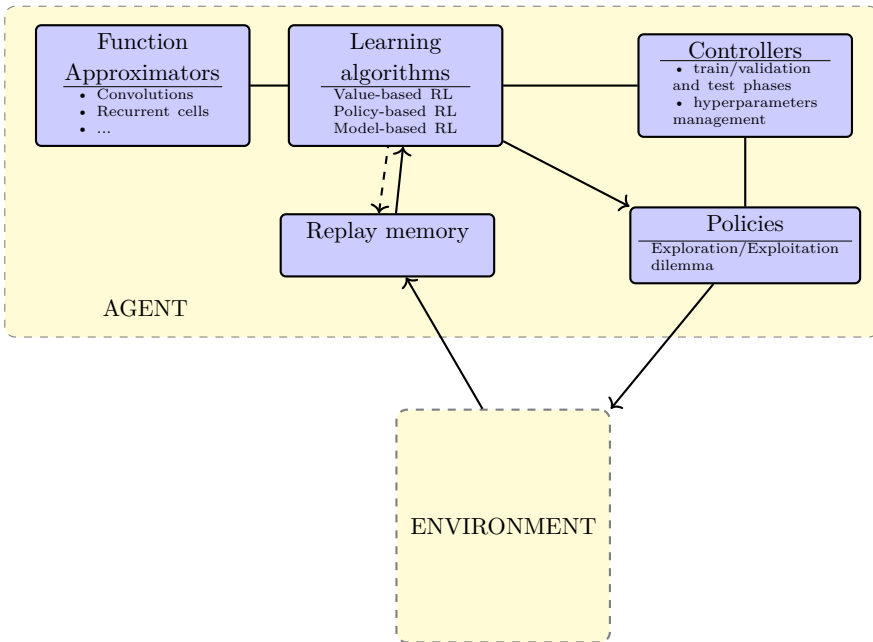 Function
Approximators
• Convolutions
• Recurrent cells
• ...
Learning
algorithms
Value-based RL
Policy-based RL
Model-based RL
Controllers
• train/validation
and test phases
• hyperparameters
management
Replay memory
Policies
Exploration/Exploitation
dilemma
AGENT
ENVIRONMENT